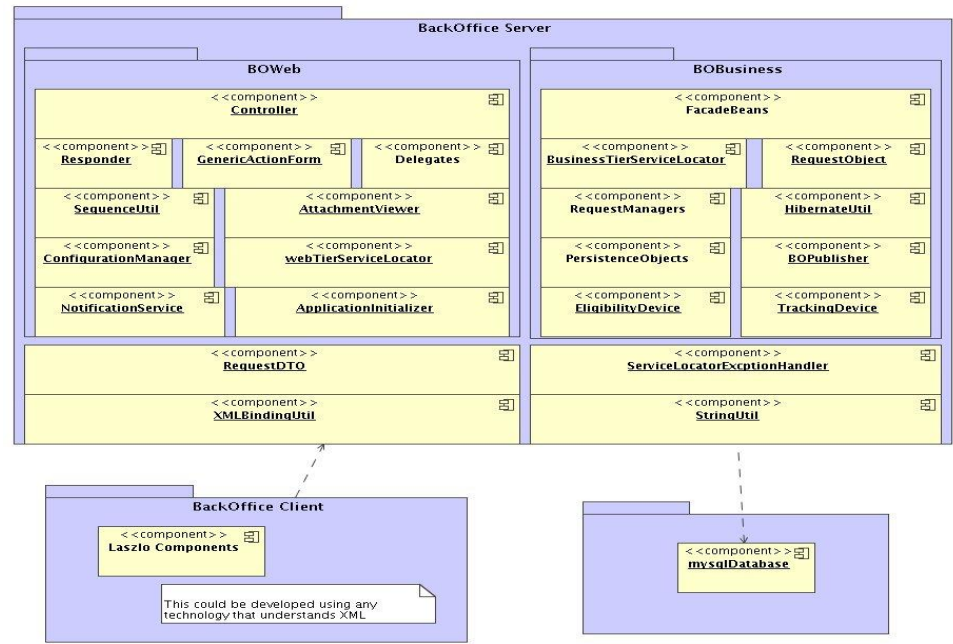 BackOffice Server
BOWeb
<<component>>
Controller
<<component>>
Responder
<<component>>
GenericActionForm
<<component>>
Delegates
<<component>>
SequenceUtil
<<component>>
AttachmentViewer
<<component>>
ConfigurationManager
<<component>>
webTierServiceLocator
<<component>>
NotificationService
<<component>>
ApplicationInitializer
BOBusiness
<<component>>
FacadeBeans
<<component>>
BusinessTierServiceLocator
<<component>>
RequestObject
<<component>>
RequestManagers
<<component>>
HibernateUtil
<<component>>
PersistenceObjects
<<component>>
BOPublisher
<<component>>
EligibilityDevice
<<component>>
TrackingDevice
<<component>>
RequestDTO
<<component>>
ServiceLocatorExcptionHandler
<<component>>
XMLBindingUtil
<<component>>
StringUtil
BackOffice Client
<<component>>
Laszlo Components
This could be developed using any
technology that understands XML
<<component>>
mysqlDatabase